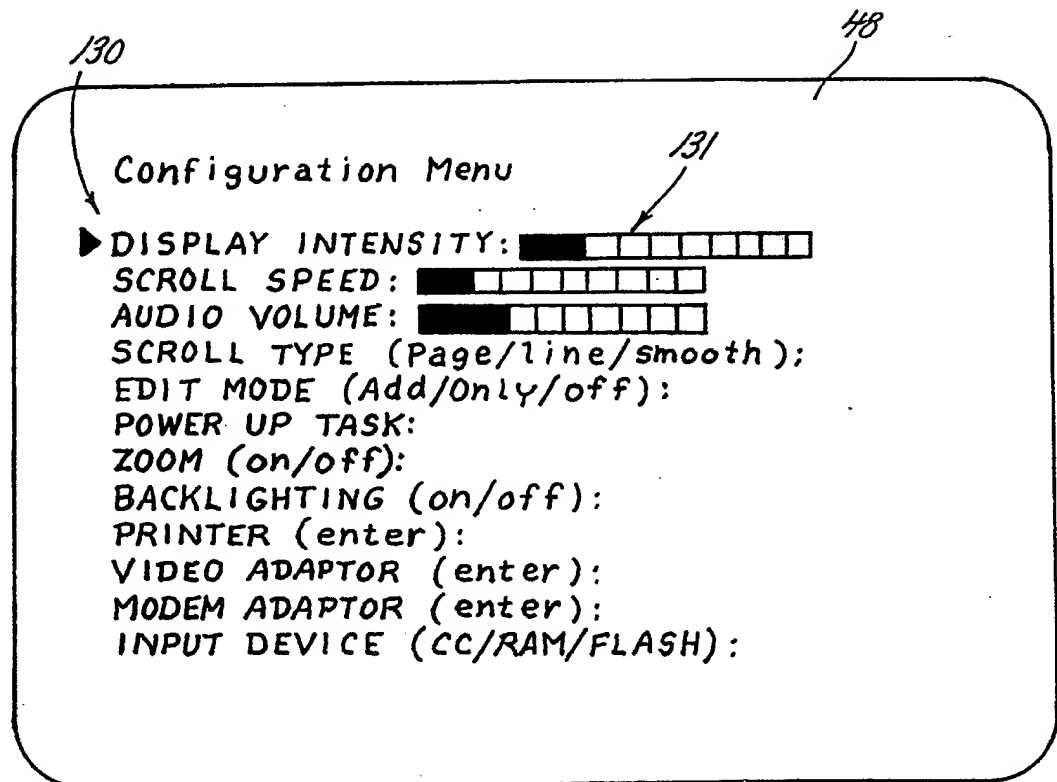 130
48
Configuration Menu
131
DISPLAY INTENSITY:
SCROLL SPEED:
AUDIO VOLUME:
SCROLL TYPE (Page/line/smooth):
EDIT MODE (Add/Only/off):
POWER UP TASK:
ZOOM (on/off):
BACKLIGHTING (on/off):
PRINTER (enter):
VIDEO ADAPTOR (enter):
MODEM ADAPTOR (enter):
INPUT DEVICE (CC/RAM/FLASH):